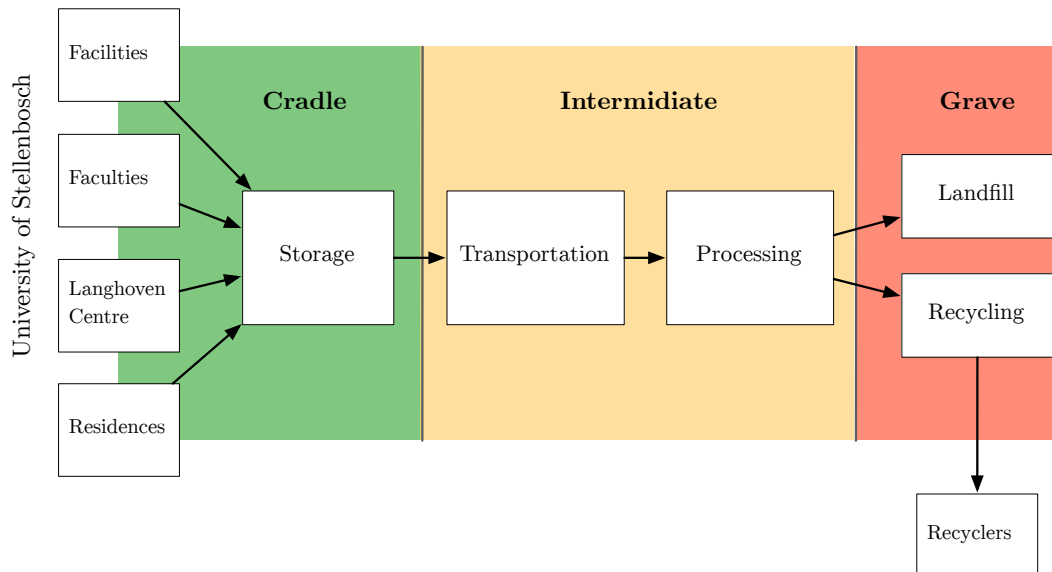 University of Stellenbosch
Facilities
Faculties
Langhoven
Centre
Residences
Cradle
Storage
Intermidiate
Transportation
Processing
Grave
Landfill
Recycling
Recyclers